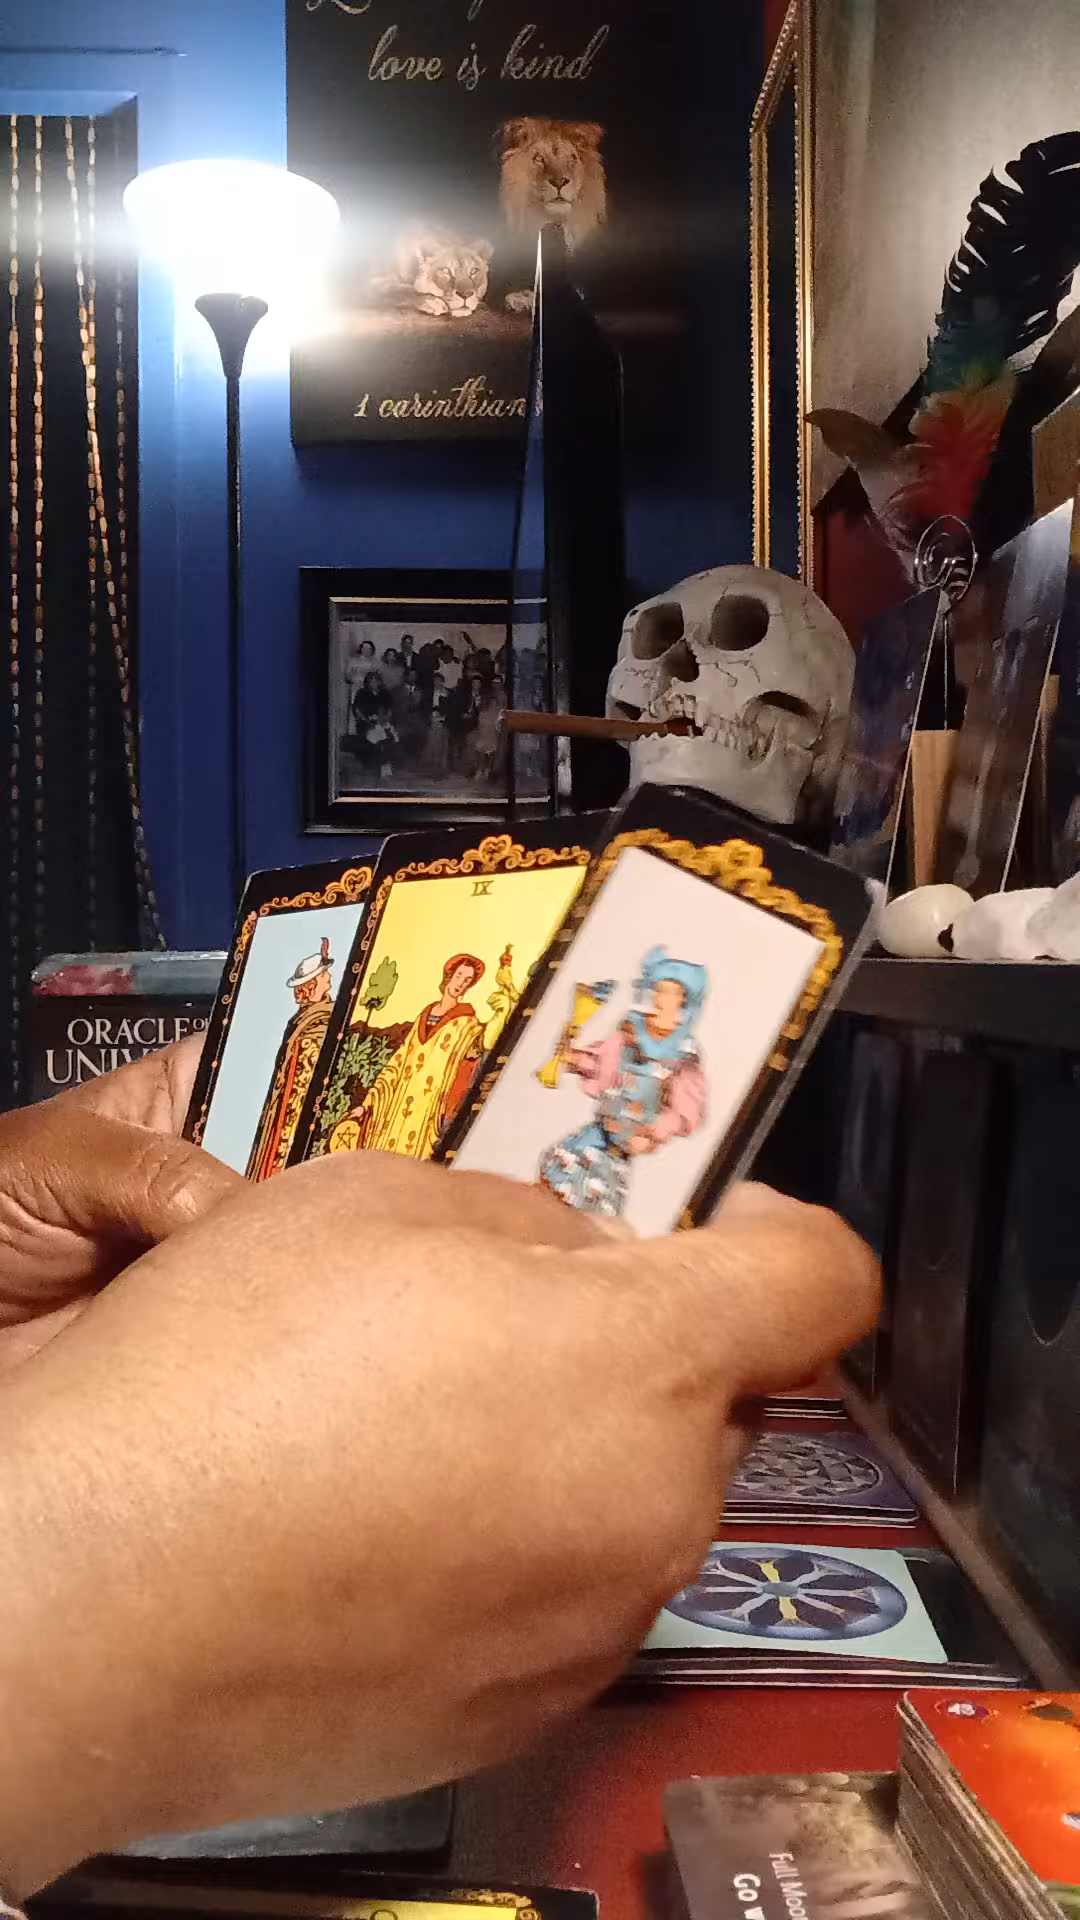 love is kind
1 carinthian
IX
ORACLE OF
UNIV
Full Moo
Go w